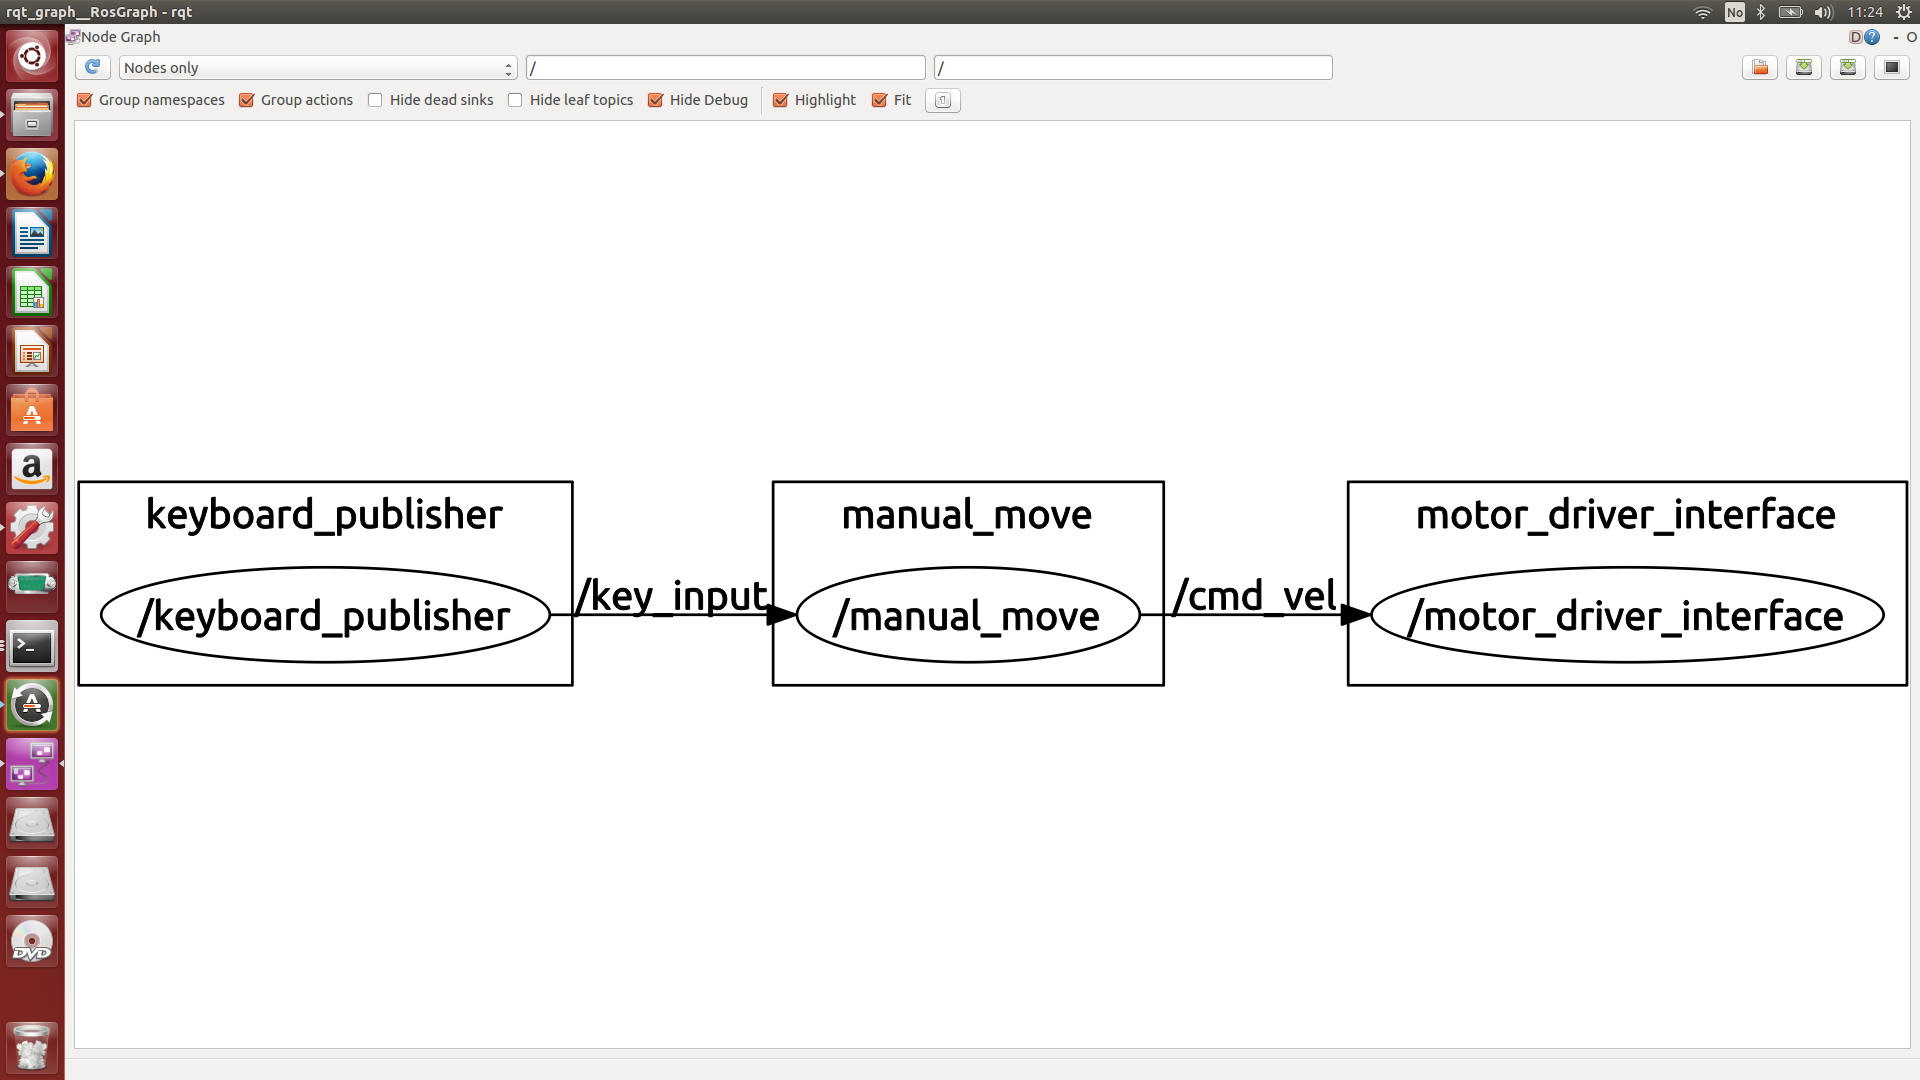 rqt_graph__RosGraph - rqt
No
11:24
Node Graph
D
?
- O
Nodes only
/
/
Group namespaces
Group actions
Hide dead sinks
Hide leaf topics
Hide Debug
Highlight
Fit
keyboard_publisher
manual_move
motor_driver_interface
/keyboard_publisher
/key_input
/manual_move
/cmd_vel
/motor_driver_interface
a
>_
DVD